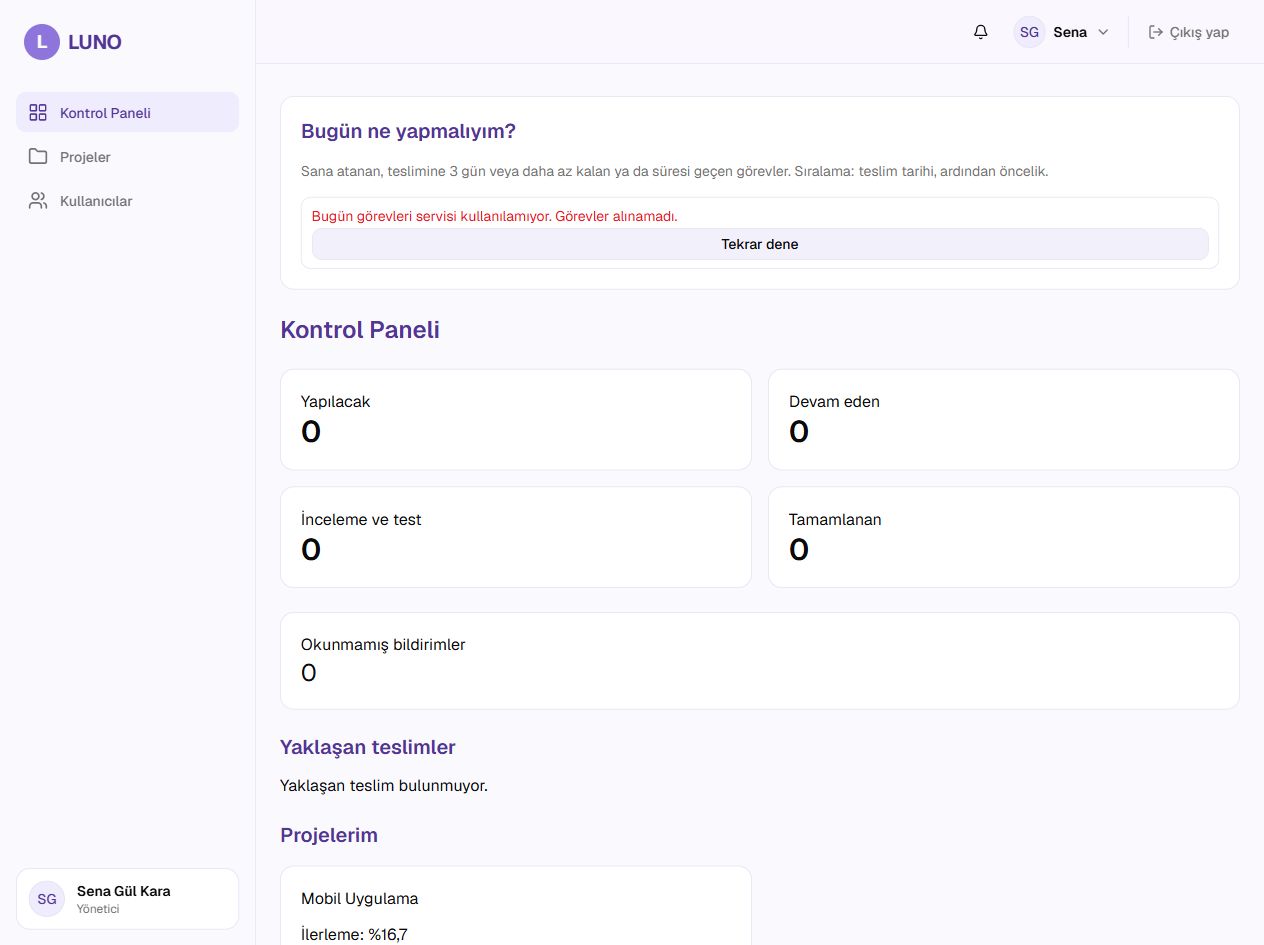 L LUNO
SG Sena Çıkış yap
Kontrol Paneli
Projeler
Kullanıcılar
Bugün ne yapmalıyım?
Sana atanan, teslimine 3 gün veya daha az kalan ya da süresi geçen görevler. Sıralama: teslim tarihi, ardından öncelik.
Bugün görevleri servisi kullanılamıyor. Görevler alınamadı.
Tekrar dene
Kontrol Paneli
Yapılacak
0
Devam eden
0
İnceleme ve test
0
Tamamlanan
0
Okunmamış bildirimler
0
Yaklaşan teslimler
Yaklaşan teslim bulunmuyor.
Projelerim
Mobil Uygulama
İlerleme: %16,7
SG
Sena Gül Kara
Yönetici